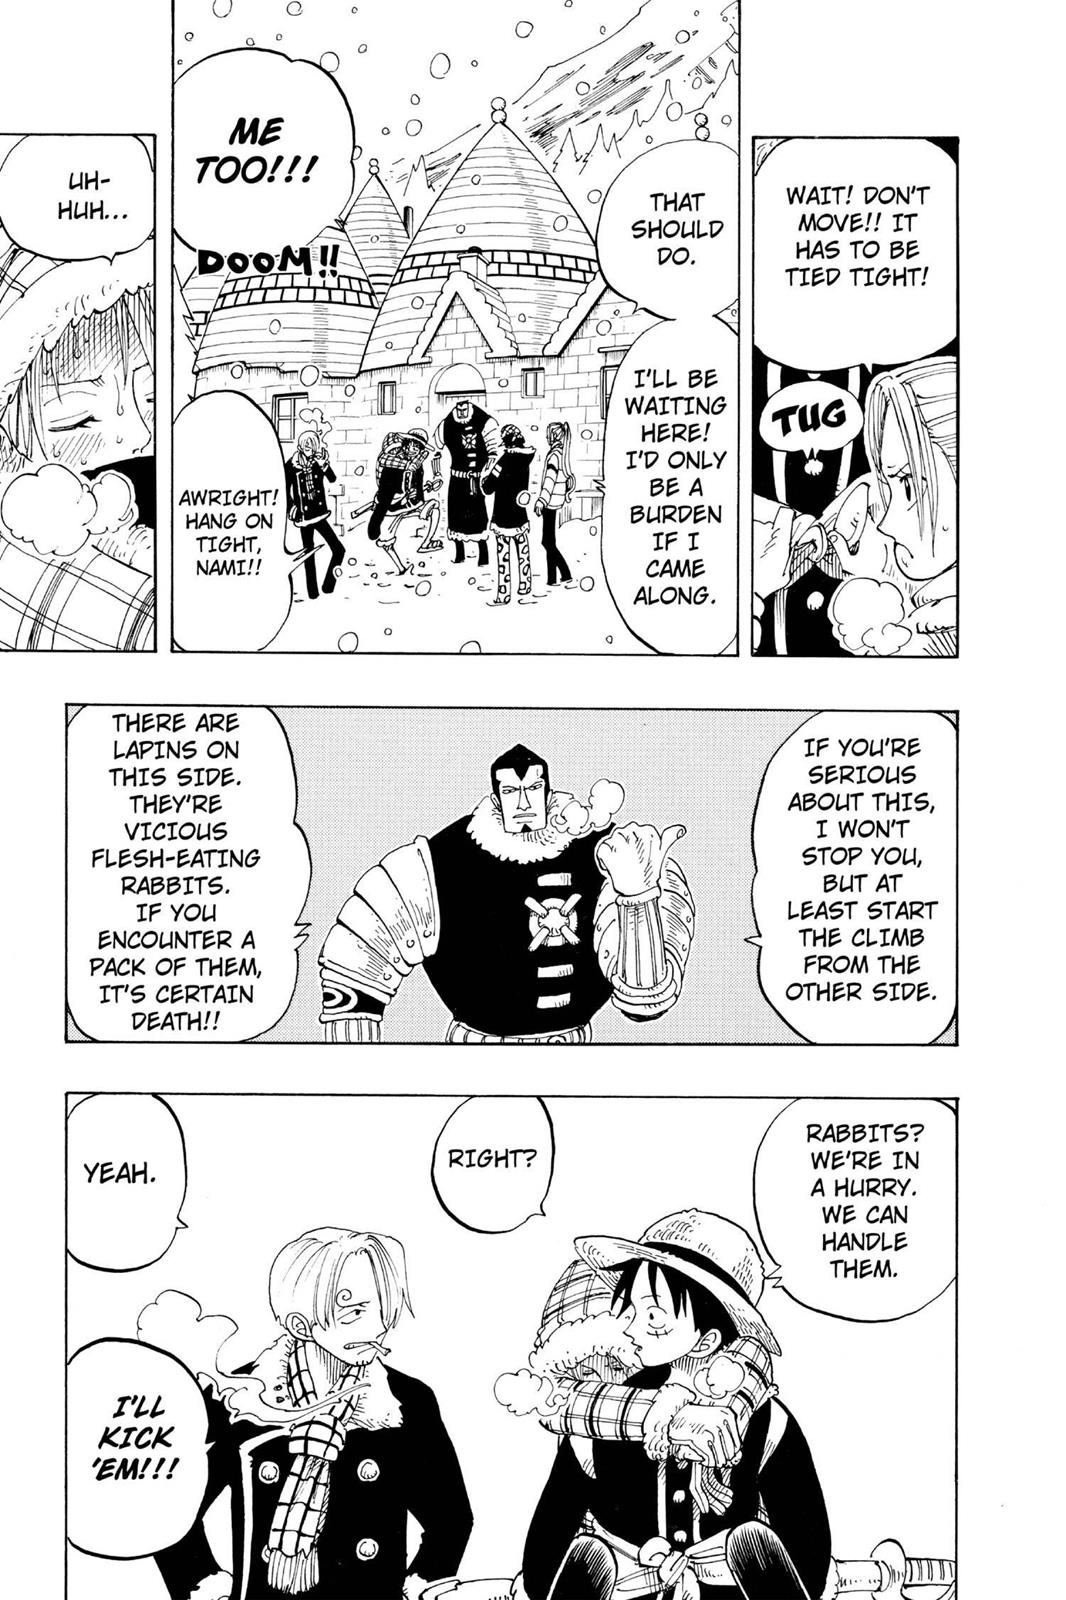 WAIT! DON'T
MOVE!! IT
HAS TO BE
TIED TIGHT!
TUG
THAT
SHOULD
DO.
I'LL BE
WAITING
HERE!
I'D ONLY
BE A
BURDEN
IF I
CAME
ALONG.
ME
TOO!!!
DOOM!!
AWRIGHT!
HANG ON
TIGHT,
NAMI!!
UH-
HUH...
IF YOU'RE
SERIOUS
ABOUT THIS,
I WON'T
STOP YOU,
BUT AT
LEAST START
THE CLIMB
FROM THE
OTHER SIDE.
THERE ARE
LAPINS ON
THIS SIDE.
THEY'RE
VICIOUS
FLESH-EATING
RABBITS.
IF YOU
ENCOUNTER A
PACK OF THEM,
IT'S CERTAIN
DEATH!!
RABBITS?
WE'RE IN
A HURRY.
WE CAN
HANDLE
THEM.
RIGHT?
YEAH.
I'LL
KICK
'EM!!!